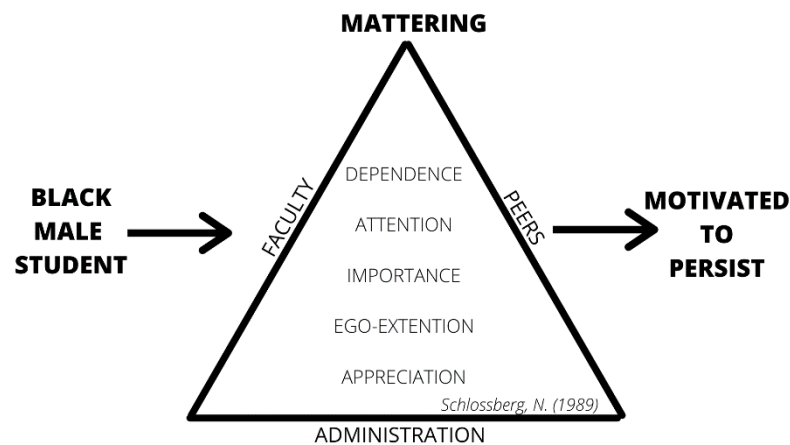 MATTERING
BLACK
MALE
STUDENT
FACULTY
DEPENDENCE
ATTENTION
IMPORTANCE
EGO-EXTENTION
APPRECIATION
Schlossberg, N. (1989)
PEERS
MOTIVATED
TO
PERSIST
ADMINISTRATION